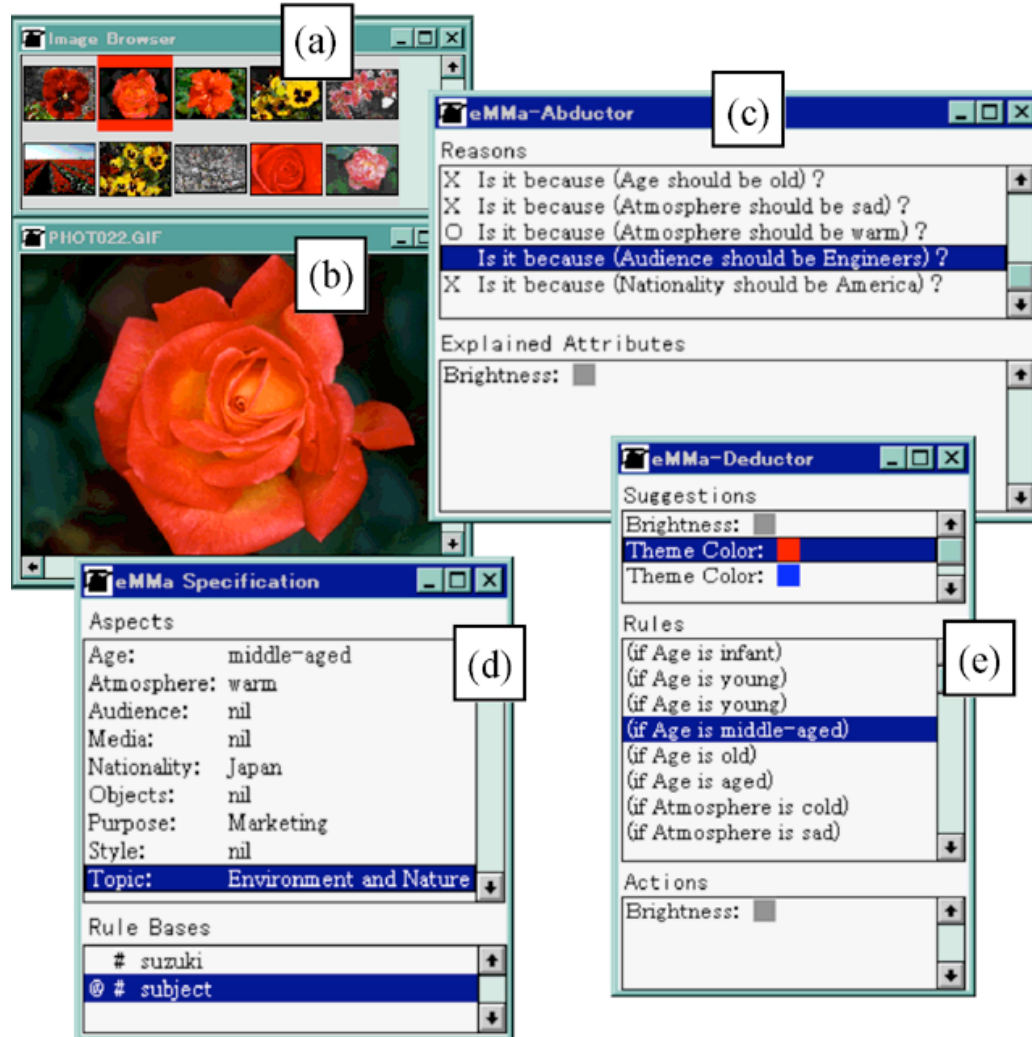 Image Browser
(a)
PHOT022.GIF
(b)
eMMa-Abductor
(c)
Reasons
X Is it because (Age should be old) ?
X Is it because (Atmosphere should be sad) ?
O Is it because (Atmosphere should be warm) ?
Is it because (Audience should be Engineers) ?
X Is it because (Nationality should be America) ?
Explained Attributes
Brightness:
eMMa Specification
(d)
Aspects
Age: middle-aged
Atmosphere: warm
Audience: nil
Media: nil
Nationality: Japan
Objects: nil
Purpose: Marketing
Style: nil
Topic: Environment and Nature
Rule Bases
# suzuki
@ # subject
eMMa-Deductor
(e)
Suggestions
Brightness:
Theme Color:
Theme Color:
Rules
(if Age is infant)
(if Age is young)
(if Age is young)
(if Age is middle-aged)
(if Age is old)
(if Age is aged)
(if Atmosphere is cold)
(if Atmosphere is sad)
Actions
Brightness: